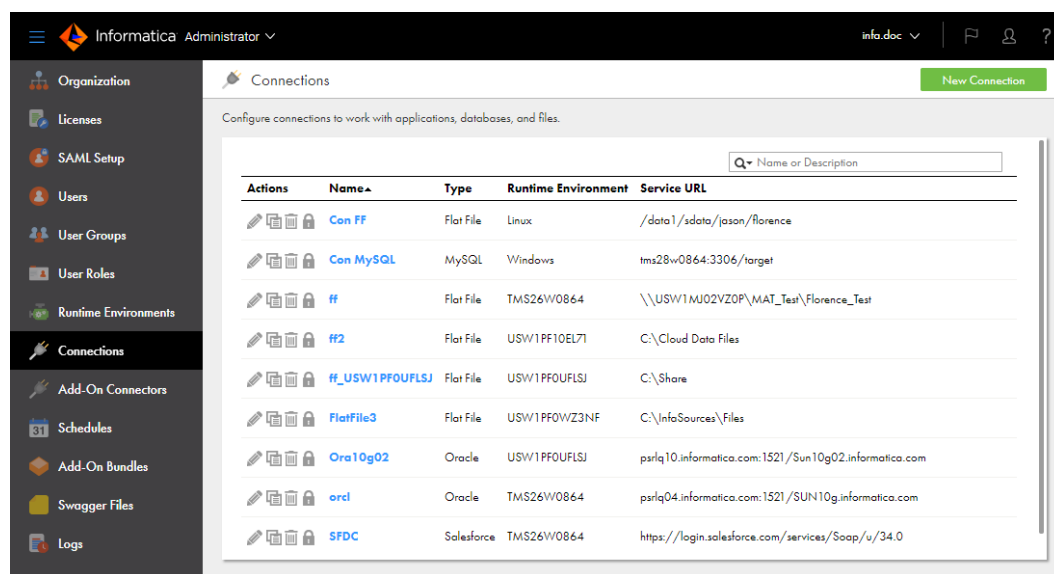 Informatica Administrator
infa.doc
?
Organization
Licenses
SAML Setup
Users
User Groups
User Roles
Runtime Environments
Connections
Add-On Connectors
31 Schedules
Add-On Bundles
Swagger Files
Logs
Connections
New Connection
Configure connections to work with applications, databases, and files.
Name or Description
Actions Name Type Runtime Environment Service URL
Con FF Flat File Linux /data1/sdata/jason/florence
Con MySQL MySQL Windows tms28w0864:3306/target
ff Flat File TMS26W0864 \\USW1MJ02VZ0P\MAT_Test\Florence_Test
ff2 Flat File USW1PF10EL71 C:\Cloud Data Files
ff_USW1PF0UFLSJ Flat File USW1PF0UFLSJ C:\Share
FlatFile3 Flat File USW1PF0WZ3NF C:\InfaSources\Files
Ora10g02 Oracle USW1PF0UFLSJ psrlq10.informatica.com:1521/Sun10g02.informatica.com
orcl Oracle TMS26W0864 psrlq04.informatica.com:1521/SUN10g.informatica.com
SFDC Salesforce TMS26W0864 https://login.salesforce.com/services/Soap/u/34.0